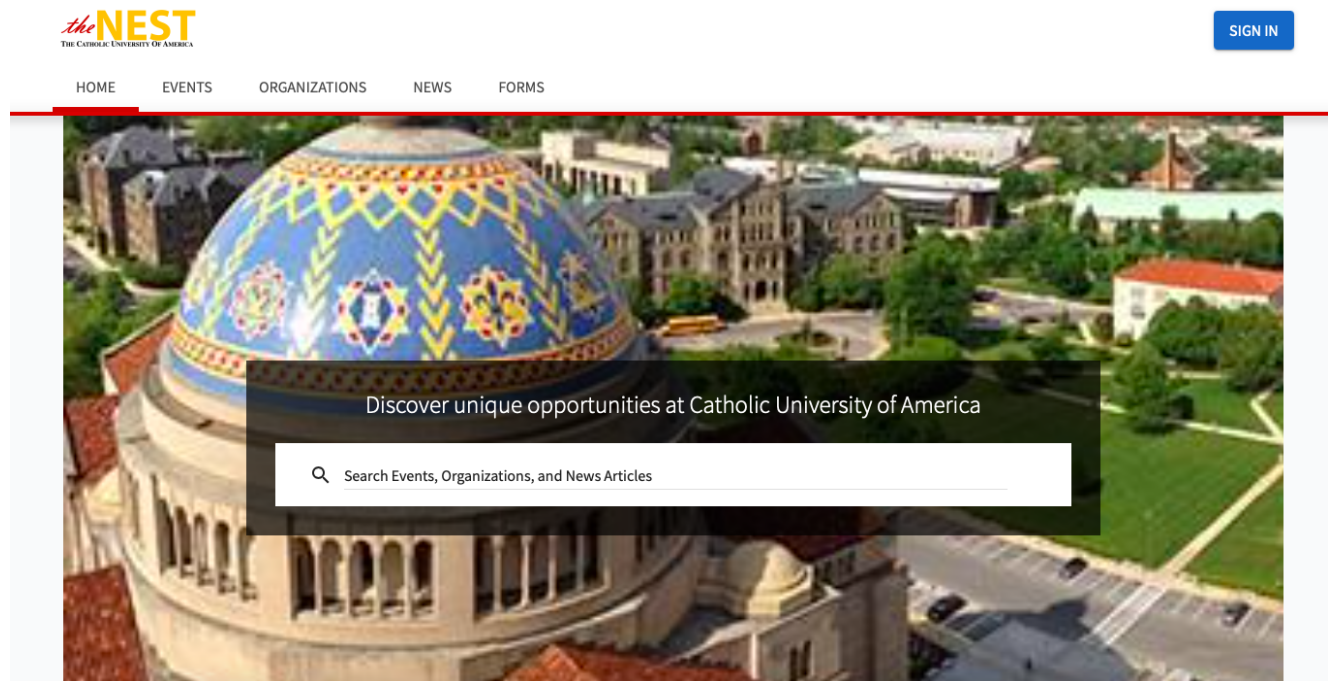 the NEST
THE CATHOLIC UNIVERSITY OF AMERICA
SIGN IN
HOME EVENTS ORGANIZATIONS NEWS FORMS
Discover unique opportunities at Catholic University of America
Search Events, Organizations, and News Articles